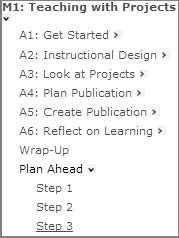 M1: Teaching with Projects
A1: Get Started
A2: Instructional Design
A3: Look at Projects
A4: Plan Publication
A5: Create Publication
A6: Reflect on Learning
Wrap-Up
Plan Ahead
Step 1
Step 2
Step 3